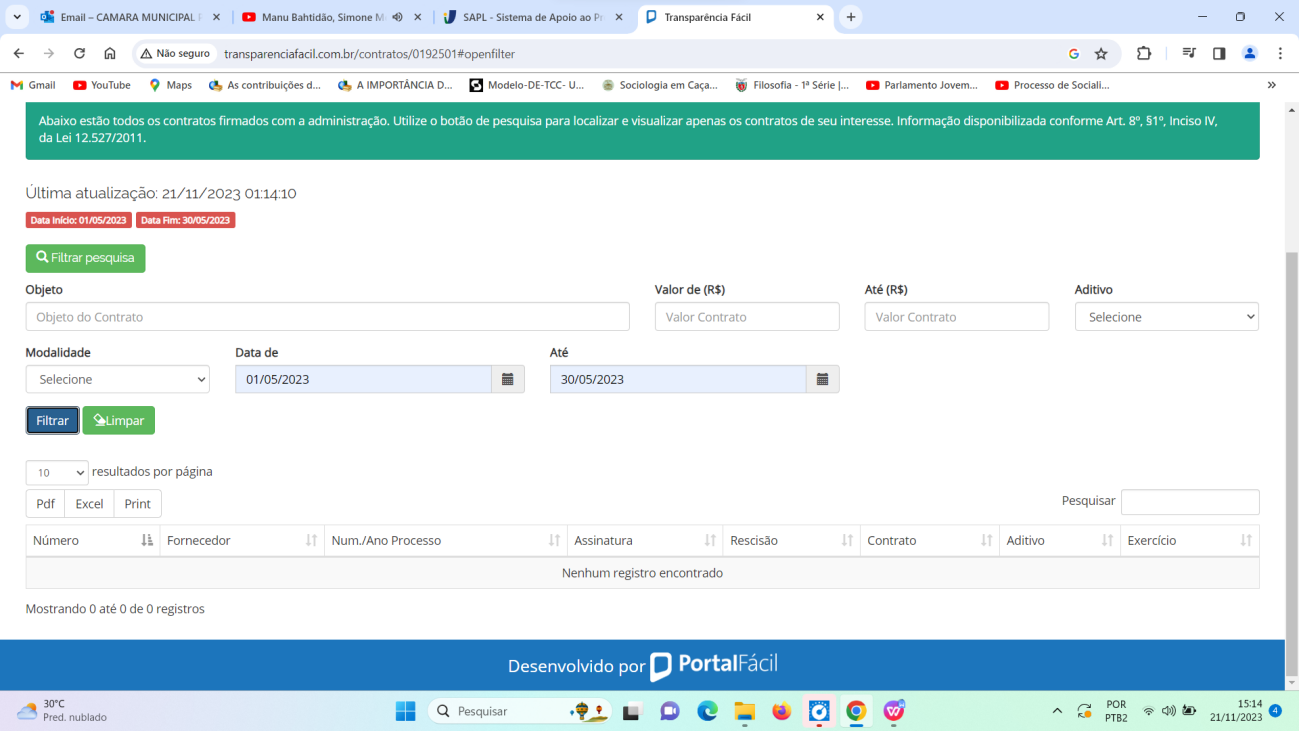 Email – CAMARA MUNICIPAL F
Manu Bahtidão, Simone M
SAPL - Sistema de Apoio ao Pr
Transparência Fácil
Não seguro
transparenciafacil.com.br/contratos/0192501#openfilter
Gmail
YouTube
Maps
As contribuições d...
A IMPORTÂNCIA D...
Modelo-DE-TCC- U...
Sociologia em Caça...
Filosofia - 1ª Série |...
Parlamento Jovem...
Processo de Sociali...
Abaixo estão todos os contratos firmados com a administração. Utilize o botão de pesquisa para localizar e visualizar apenas os contratos de seu interesse. Informação disponibilizada conforme Art. 8º, §1º, Inciso IV,
da Lei 12.527/2011.
Última atualização: 21/11/2023 01:14:10
Data Início: 01/05/2023 Data Fim: 30/05/2023
Filtrar pesquisa
Objeto Valor de (R$) Até (R$) Aditivo
Objeto do Contrato Valor Contrato Valor Contrato Selecione
Modalidade Data de Até
Selecione 01/05/2023 30/05/2023
Filtrar Limpar
10 resultados por página
Pdf Excel Print Pesquisar
Número Fornecedor Num./Ano Processo Assinatura Rescisão Contrato Aditivo Exercício
Nenhum registro encontrado
Mostrando 0 até 0 de 0 registros
Desenvolvido por PortalFácil
30°C
Pred. nublado
Pesquisar
POR
PTB2
15:14
21/11/2023
4